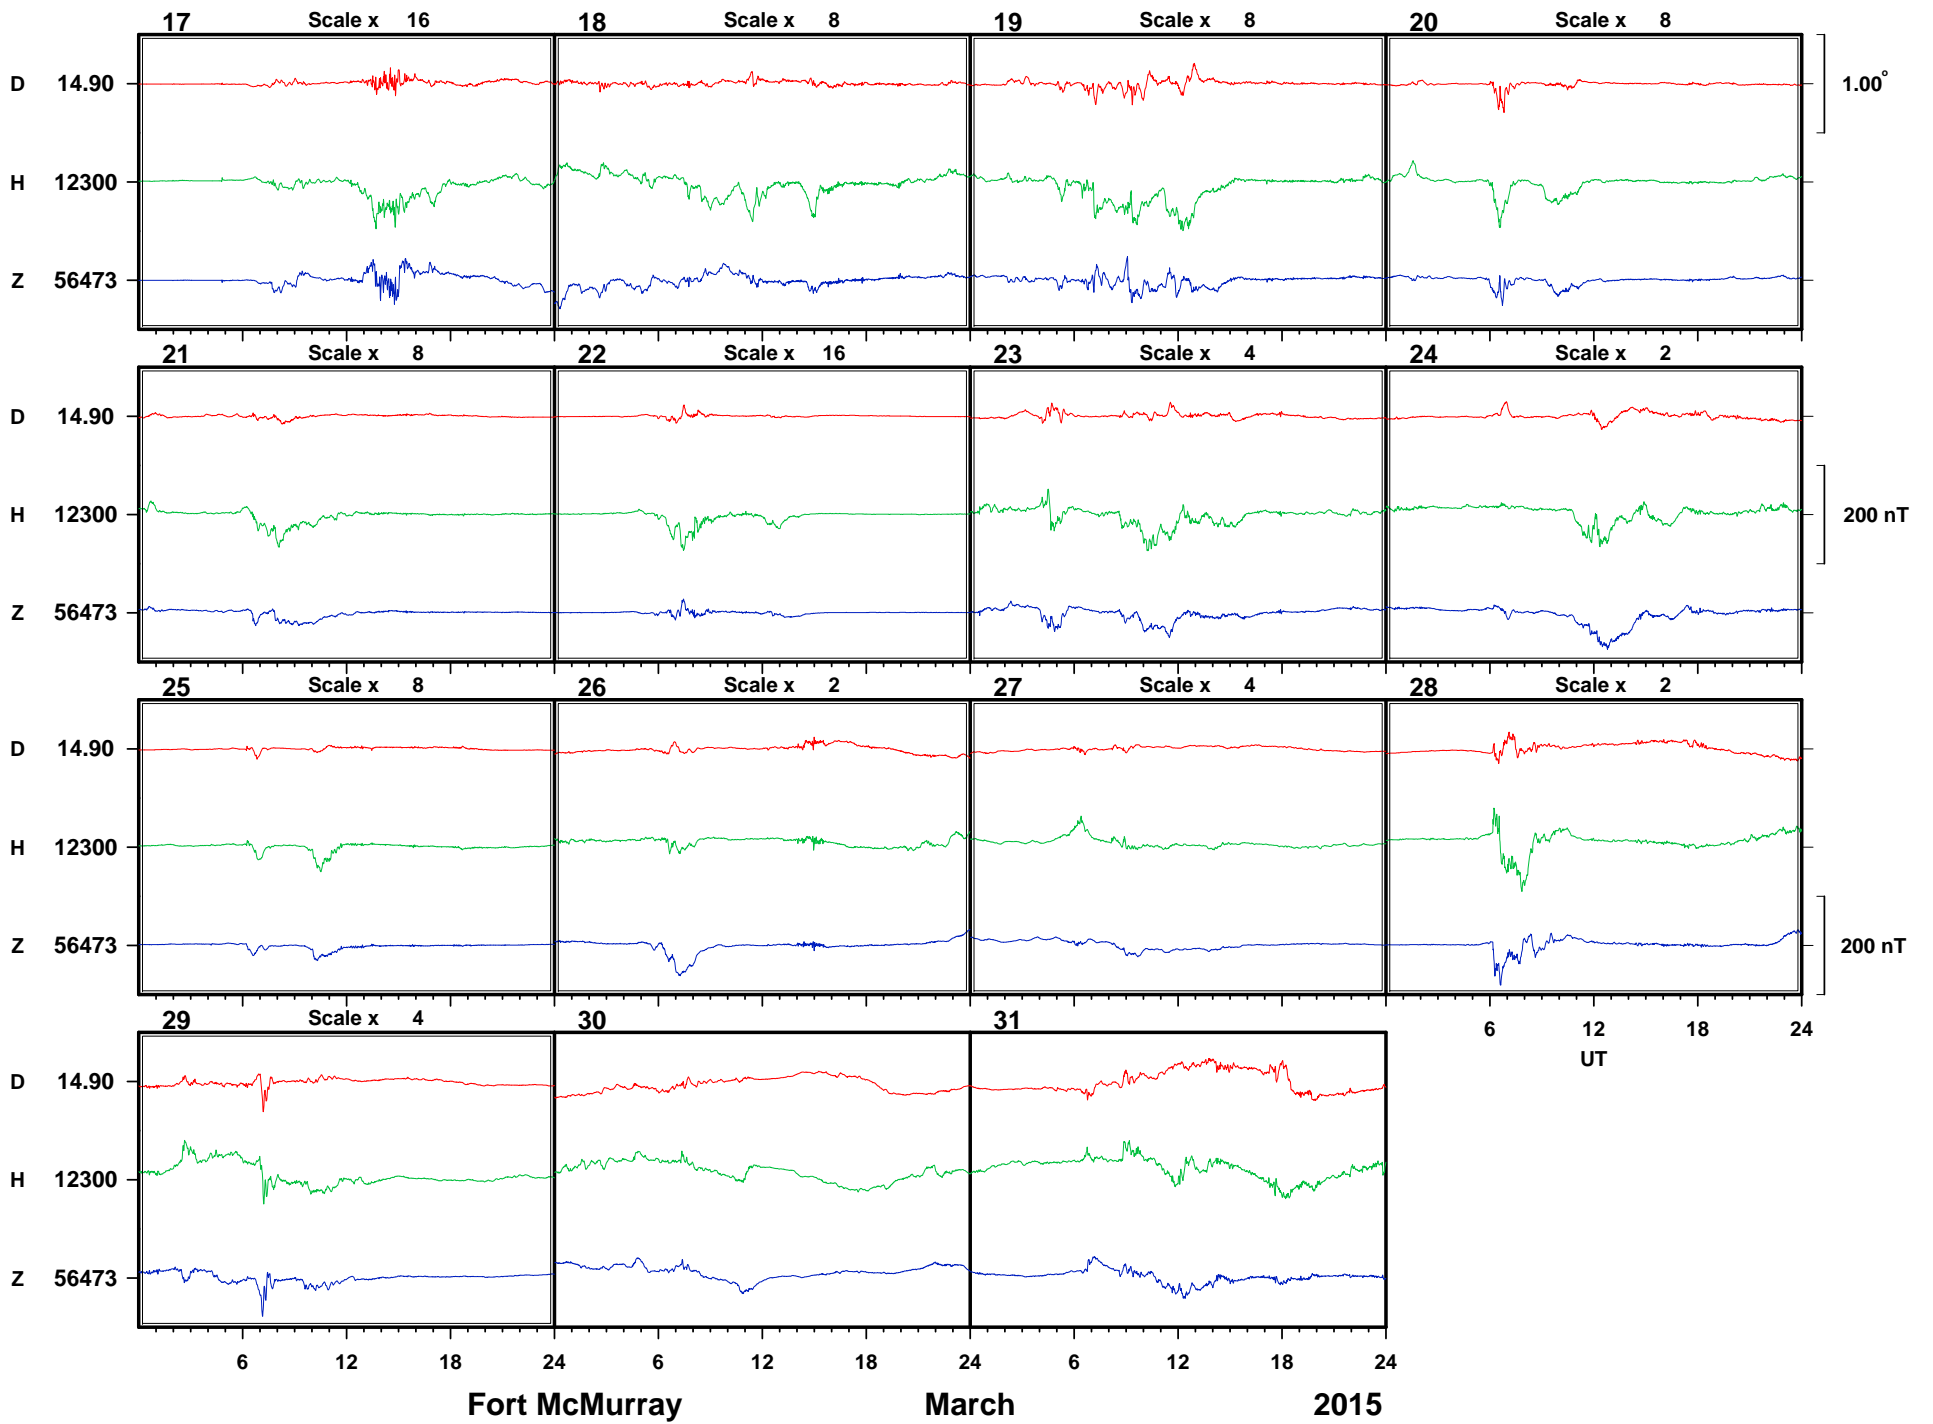 17 Scale x 16 18 Scale x 8 19 Scale x 8 20 Scale x 8
D 14.90 1.00°
H 12300
Z 56473
21 Scale x 8 22 Scale x 16 23 Scale x 4 24 Scale x 2
D 14.90
H 12300 200 nT
Z 56473
25 Scale x 8 26 Scale x 2 27 Scale x 4 28 Scale x 2
D 14.90
H 12300
Z 56473 200 nT
29 Scale x 4 30 31
6 12 18 24
UT
D 14.90
H 12300
Z 56473
6 12 18 24 6 12 18 24 6 12 18 24
Fort McMurray March 2015